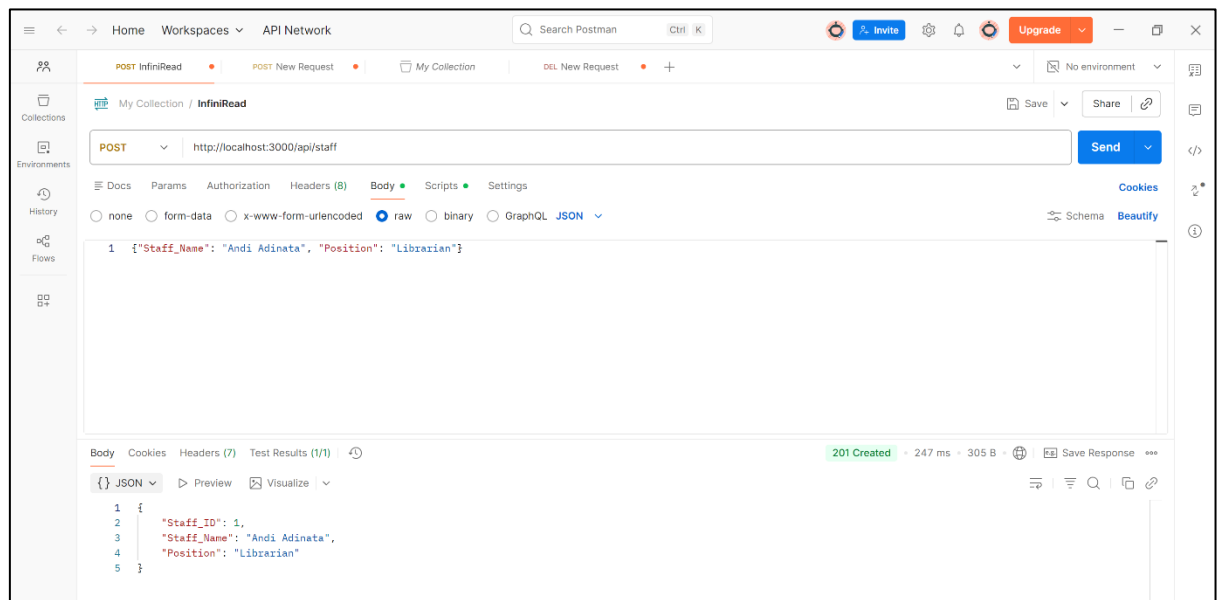 Home Workspaces API Network Search Postman Ctrl K Invite Upgrade
POST InfiniRead POST New Request My Collection DEL New Request No environment
HTTP My Collection / InfiniRead Save Share
Collections
POST http://localhost:3000/api/staff Send
Environments
Docs Params Authorization Headers (8) Body Scripts Settings Cookies
History
none form-data x-www-form-urlencoded raw binary GraphQL JSON Schema Beautify
Flows
1 {"Staff_Name": "Andi Adinata", "Position": "Librarian"}
Body Cookies Headers (7) Test Results (1/1) 201 Created 247 ms 305 B Save Response
{} JSON Preview Visualize
1 {
2 "Staff_ID": 1,
3 "Staff_Name": "Andi Adinata",
4 "Position": "Librarian"
5 }